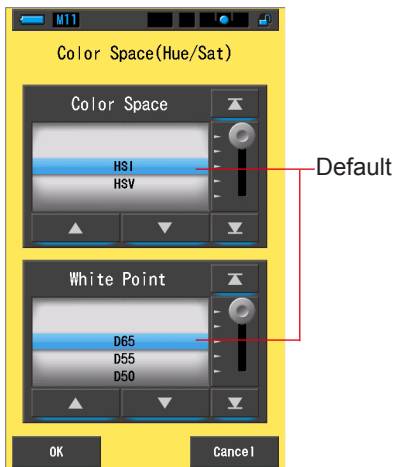 M11
Color Space(Hue/Sat)
Color Space
HSI
HSV
Default
White Point
D65
D55
D50
OK
Cancel